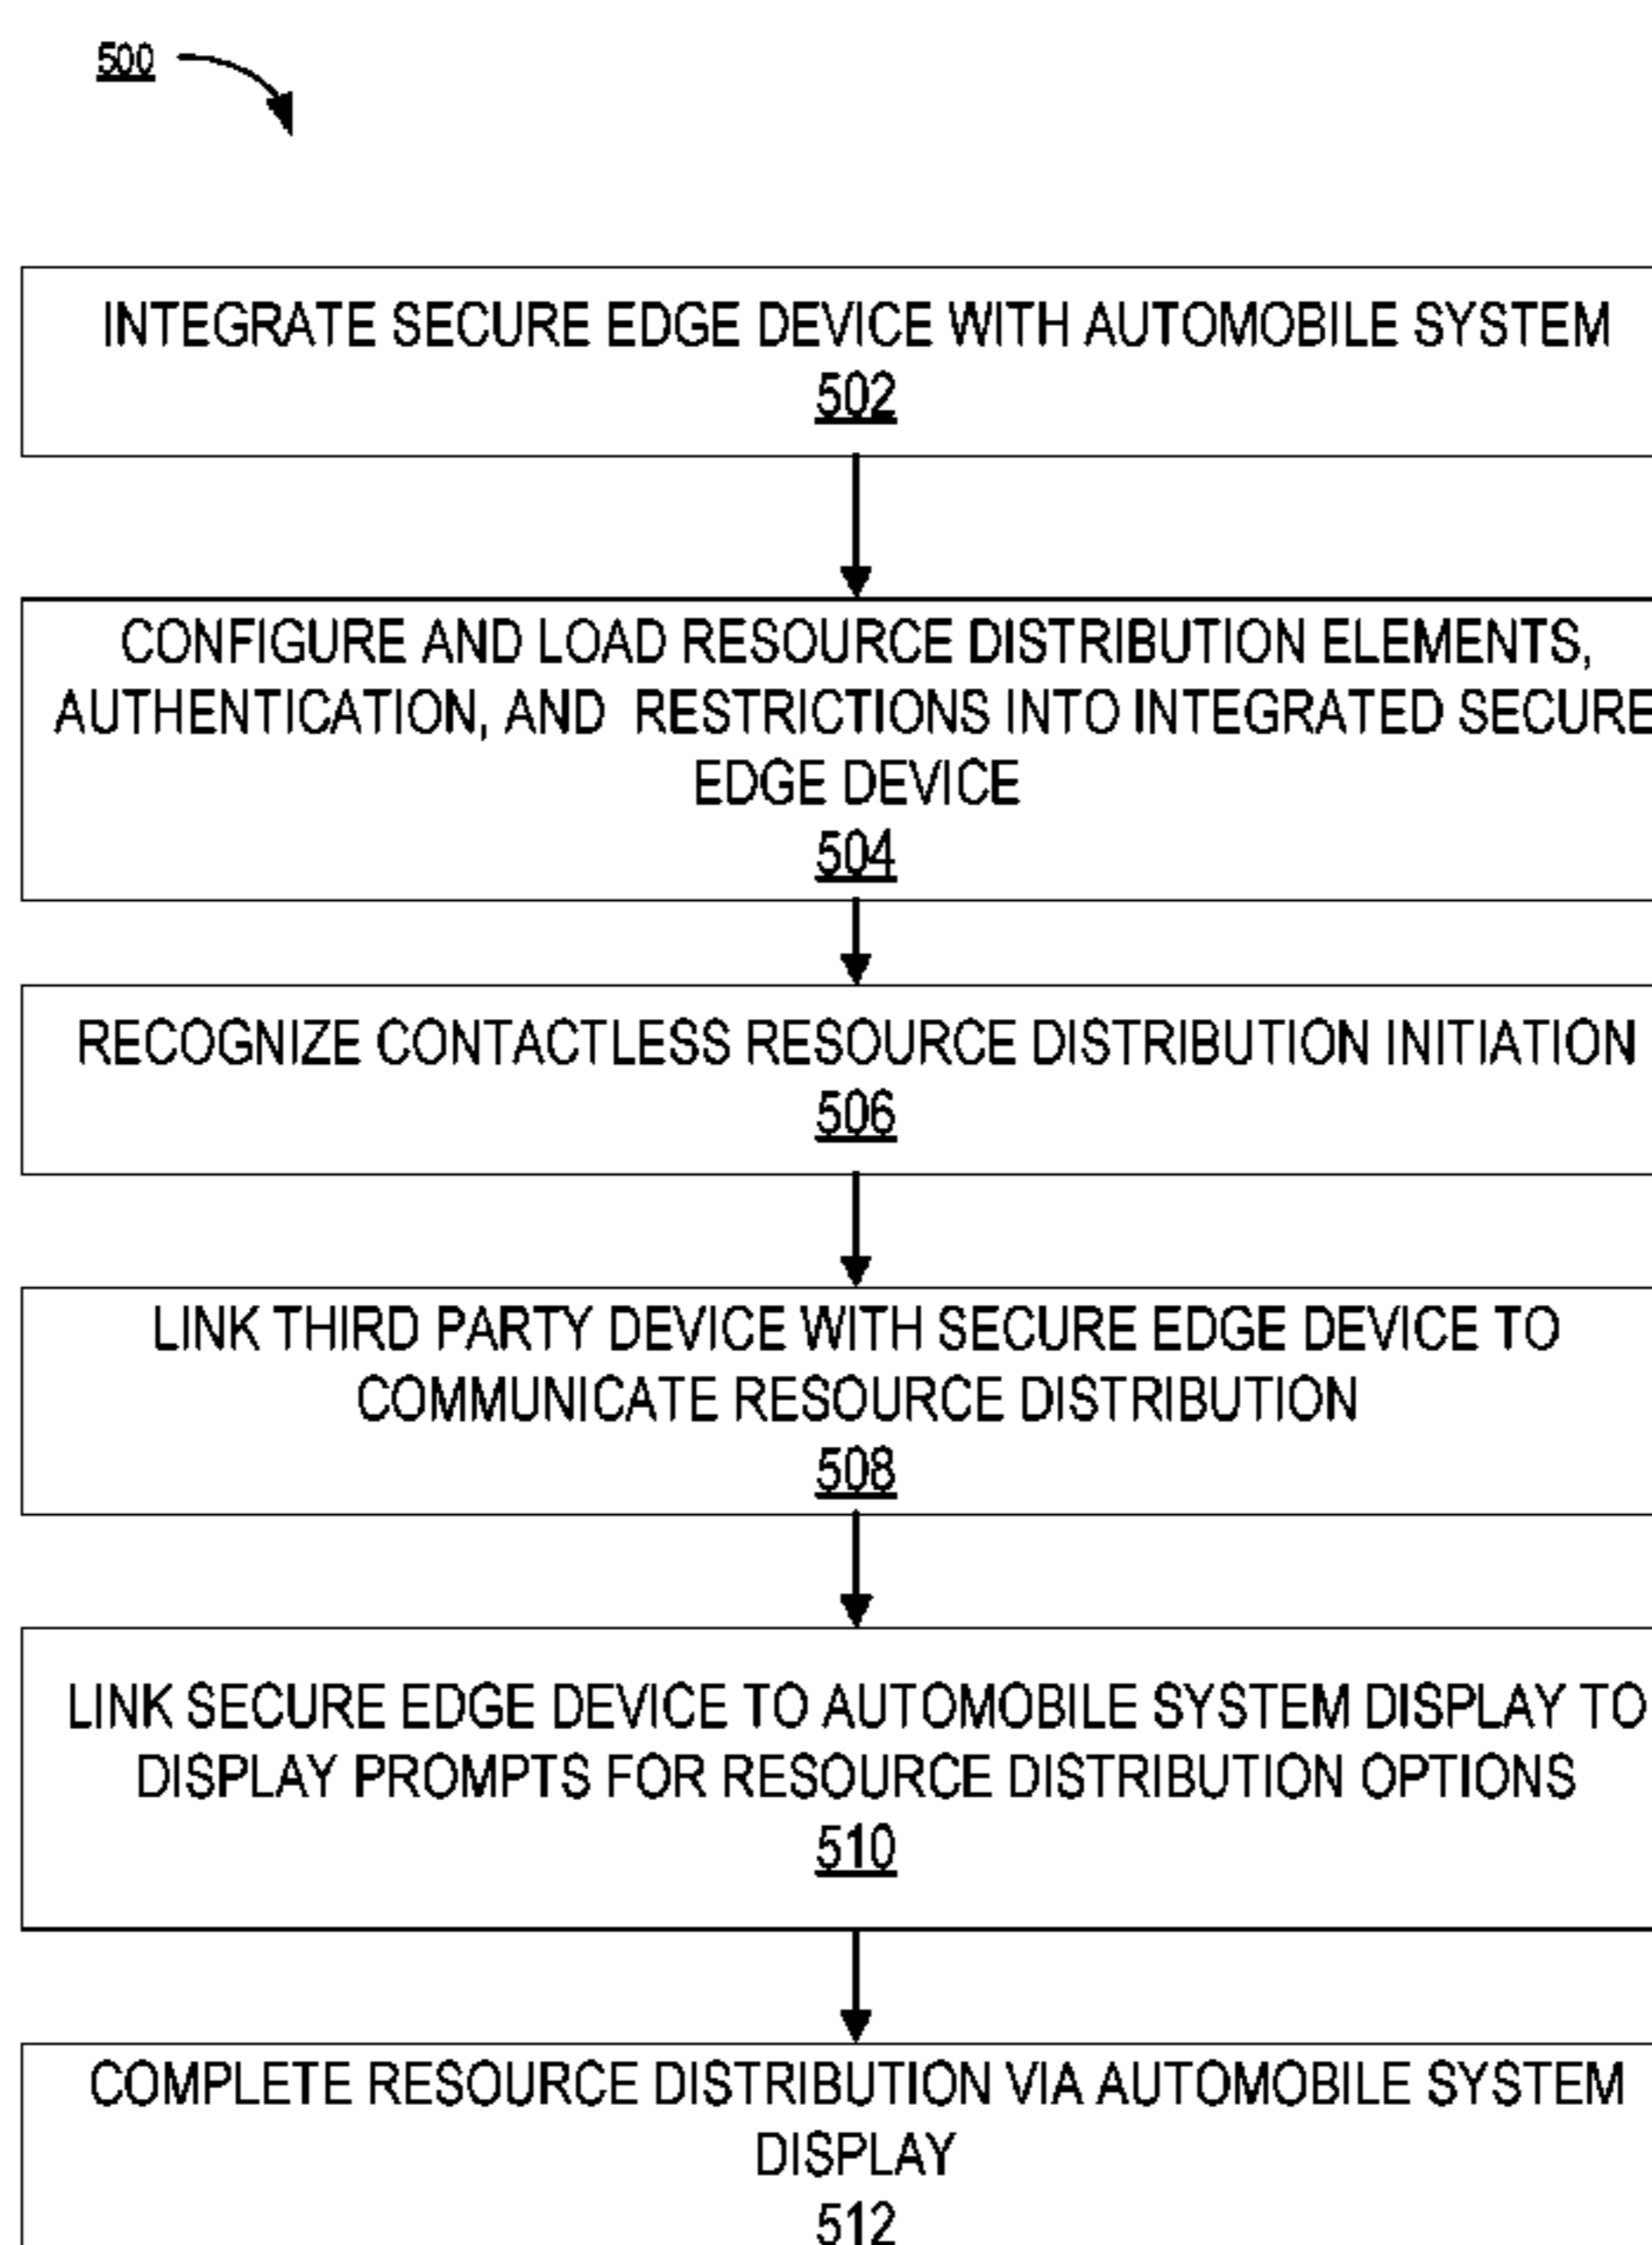 500
INTEGRATE SECURE EDGE DEVICE WITH AUTOMOBILE SYSTEM
502
CONFIGURE AND LOAD RESOURCE DISTRIBUTION ELEMENTS,
AUTHENTICATION, AND RESTRICTIONS INTO INTEGRATED SECURE
EDGE DEVICE
504
RECOGNIZE CONTACTLESS RESOURCE DISTRIBUTION INITIATION
506
LINK THIRD PARTY DEVICE WITH SECURE EDGE DEVICE TO
COMMUNICATE RESOURCE DISTRIBUTION
508
LINK SECURE EDGE DEVICE TO AUTOMOBILE SYSTEM DISPLAY TO
DISPLAY PROMPTS FOR RESOURCE DISTRIBUTION OPTIONS
510
COMPLETE RESOURCE DISTRIBUTION VIA AUTOMOBILE SYSTEM
DISPLAY
512